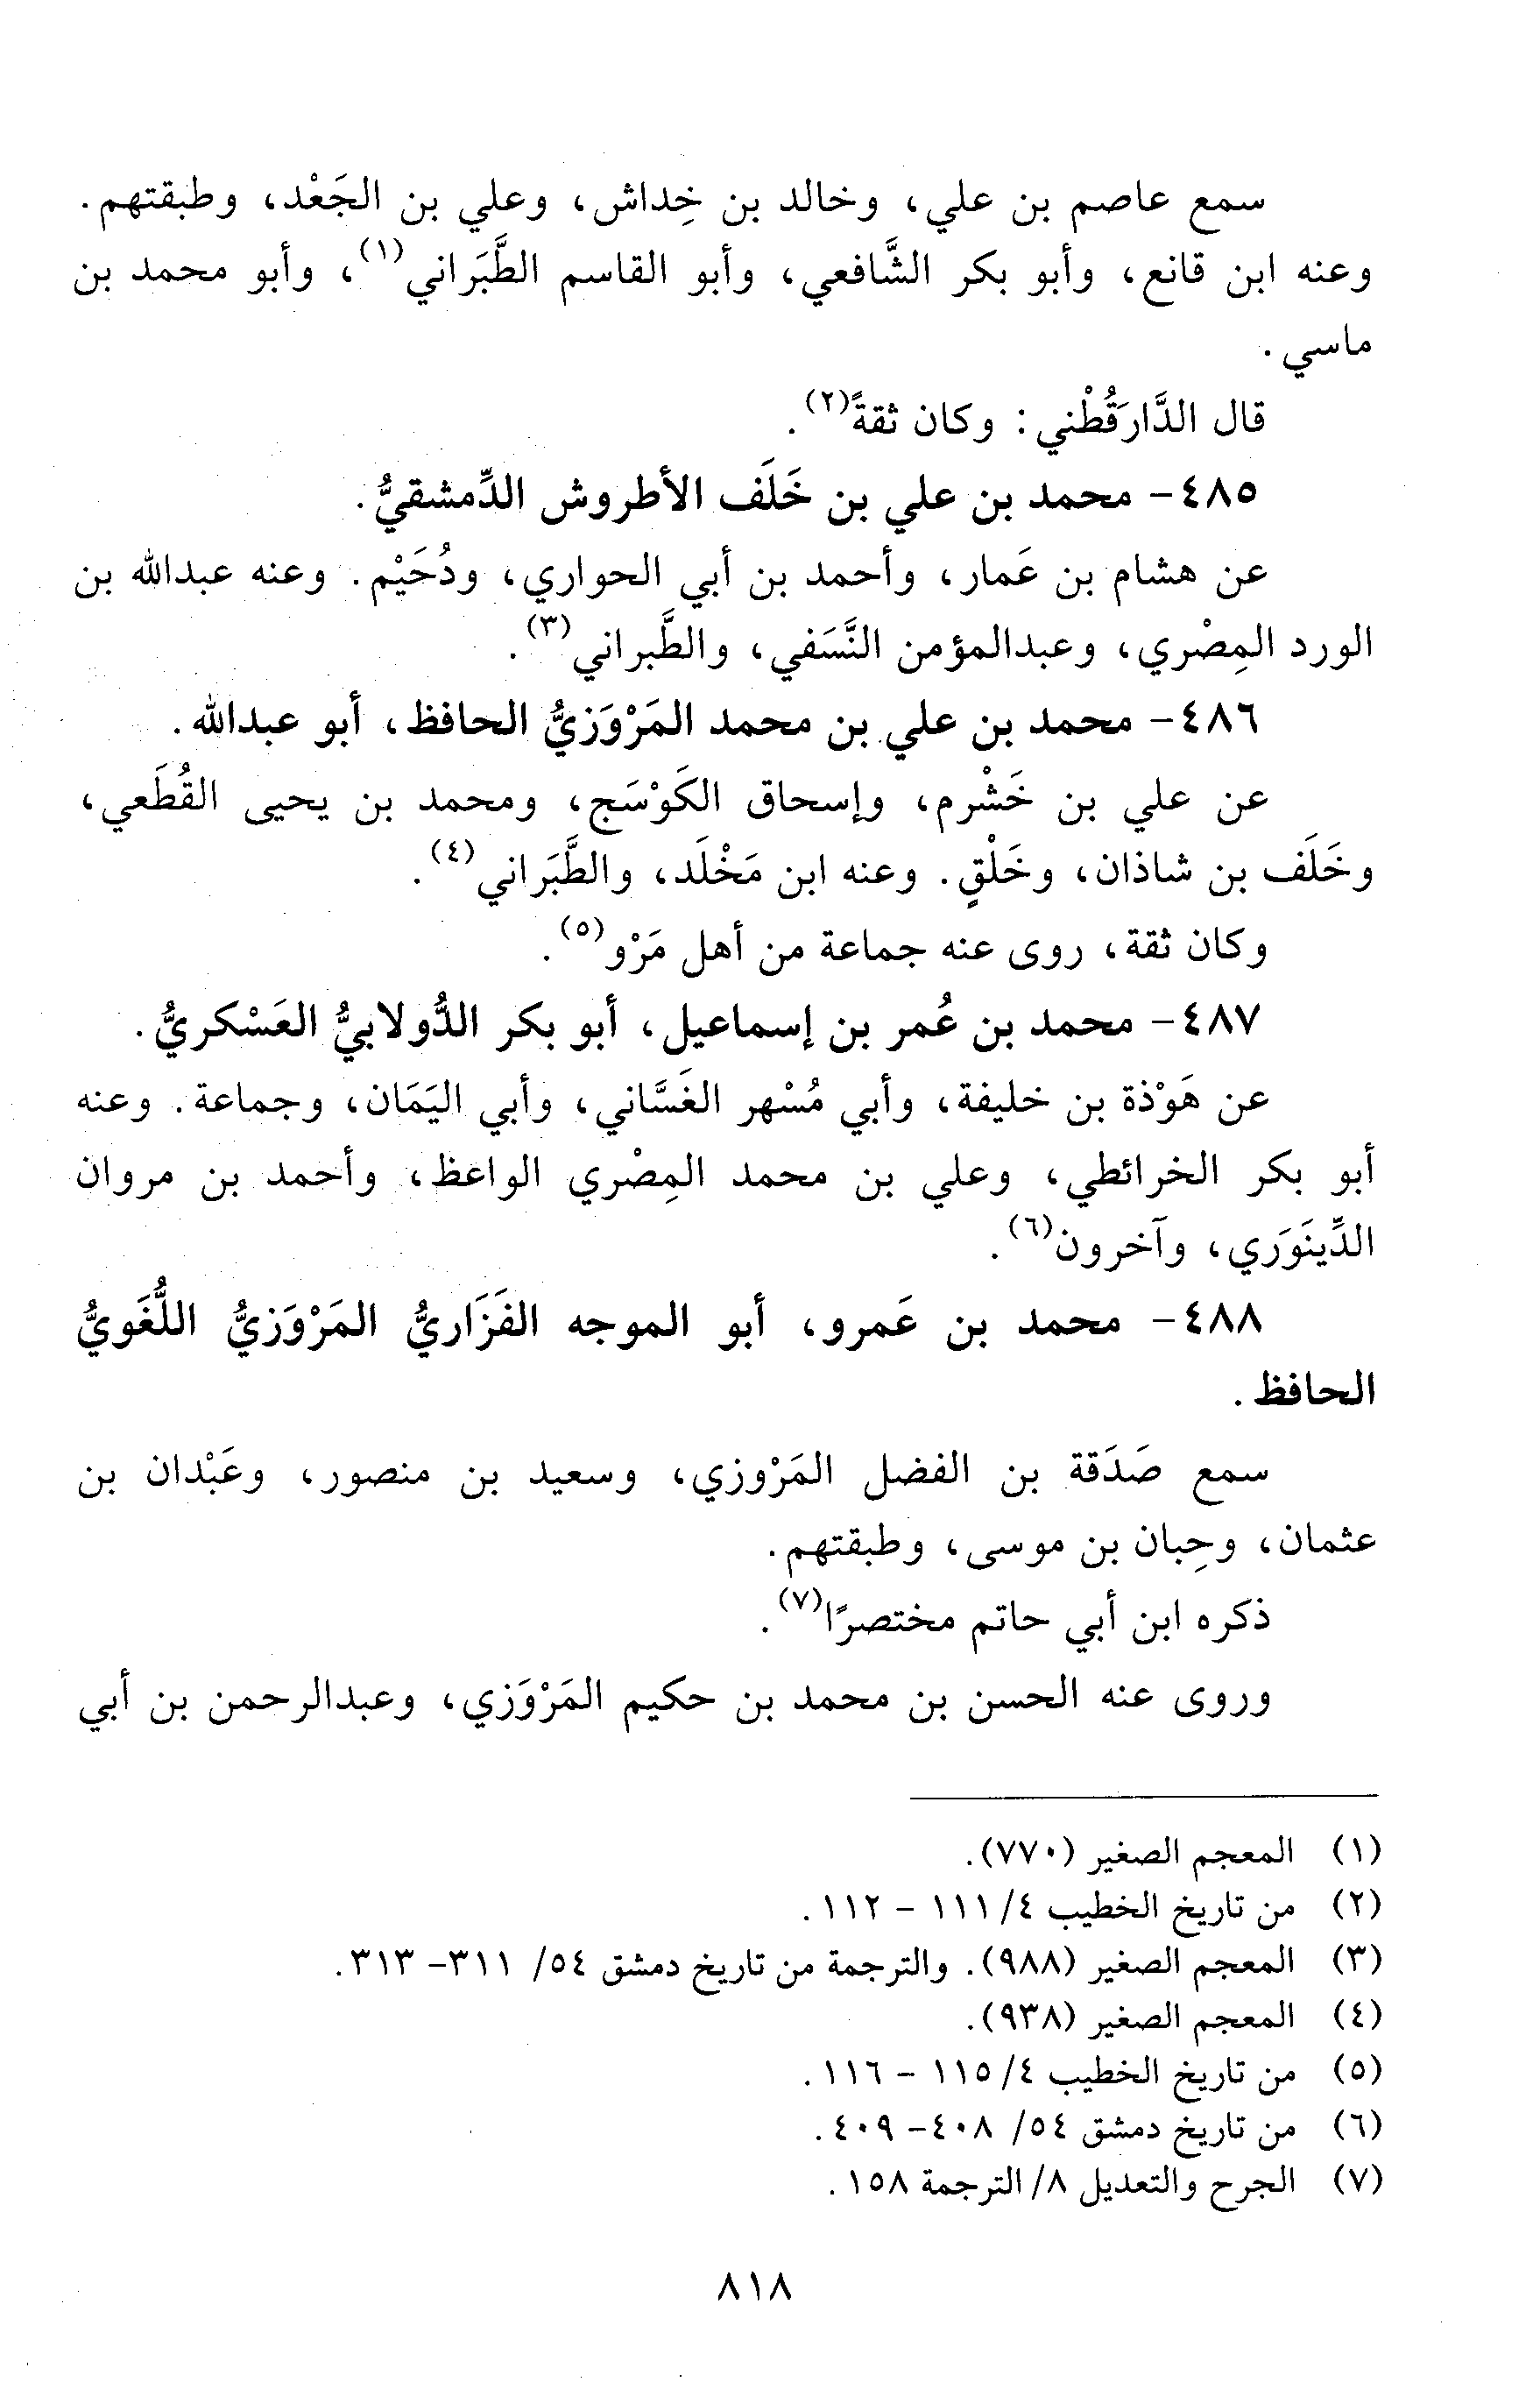 سمع عاصم بن علي، وخالد بن خِداش، وعلي بن الجَعْد، وطبقتهم.
وعنه ابن قانع، وأبو بكر الشَّافعي، وأبو القاسم الطَّبَراني(١)، وأبو محمد بن
ماسي.
قال الدَّارَقُطْني: وكان ثقةً(٢).
٤٨٥- محمد بن علي بن خَلَف الأطروش الدِّمشقيُّ.
عن هشام بن عَمار، وأحمد بن أبي الحواري، ودُحَيْم. وعنه عبدالله بن
الورد المِصْري، وعبدالمؤمن النَّسَفي، والطَّبراني(٣).
٤٨٦- محمد بن علي بن محمد المَرْوَزيُّ الحافظ، أبو عبدالله.
عن علي بن خَشْرم، وإسحاق الكَوْسَج، ومحمد بن يحيى القُطَعي،
وخَلَف بن شاذان، وخَلْقٍ. وعنه ابن مَخْلَد، والطَّبَراني(٤).
وكان ثقة، روى عنه جماعة من أهل مَرْو(٥).
٤٨٧- محمد بن عُمر بن إسماعيل، أبو بكر الدُّولابيُّ العَسْكريُّ.
عن هَوْذة بن خليفة، وأبي مُسْهر الغَسَّاني، وأبي اليَمَان، وجماعة. وعنه
أبو بكر الخرائطي، وعلي بن محمد المِصْري الواعظ، وأحمد بن مروان
الدِّينَوَري، وآخرون(٦).
٤٨٨- محمد بن عَمرو، أبو الموجه الفَزَاريُّ المَرْوَزيُّ اللُّغَويُّ
الحافظ.
سمع صَدَقة بن الفضل المَرْوزي، وسعيد بن منصور، وعَبْدان بن
عثمان، وحِبان بن موسى، وطبقتهم.
ذكره ابن أبي حاتم مختصرًا(٧).
وروى عنه الحسن بن محمد بن حكيم المَرْوَزي، وعبدالرحمن بن أبي
(١) المعجم الصغير (٧٧٠).
(٢) من تاريخ الخطيب ٤/ ١١١ - ١١٢.
(٣) المعجم الصغير (٩٨٨). والترجمة من تاريخ دمشق ٥٤/ ٣١١- ٣١٣.
(٤) المعجم الصغير (٩٣٨).
(٥) من تاريخ الخطيب ٤/ ١١٥ - ١١٦.
(٦) من تاريخ دمشق ٥٤/ ٤٠٨- ٤٠٩.
(٧) الجرح والتعديل ٨/ الترجمة ١٥٨.
٨١٨